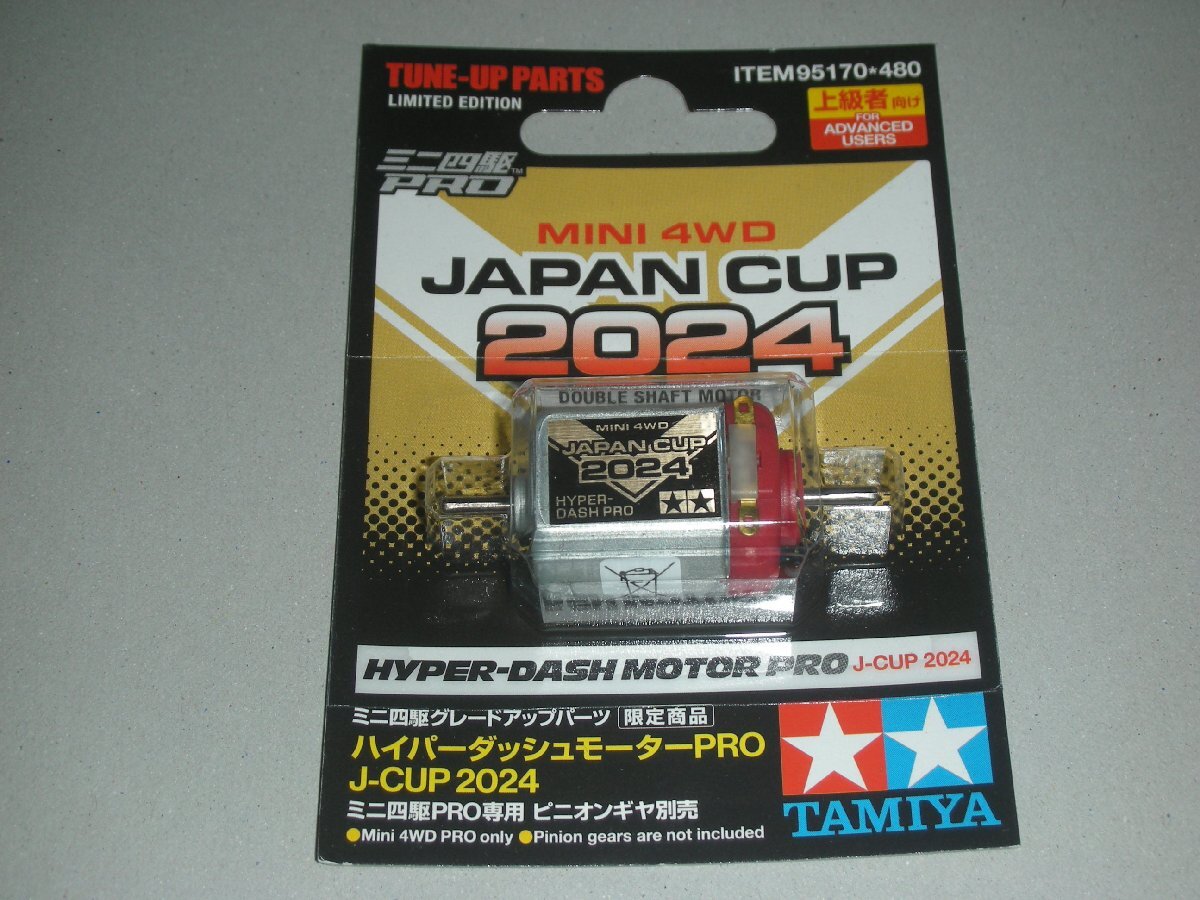 TUNE-UP PARTS
LIMITED EDITION
ITEM 95170*480
上級者向け
FOR
ADVANCED
USERS
ミニ四駆™
PRO
MINI 4WD
JAPAN CUP
2024
DOUBLE SHAFT MOTOR
MINI 4WD
JAPAN CUP
2024
HYPER-
DASH PRO
HYPER-DASH MOTOR PRO J-CUP 2024
ミニ四駆グレードアップパーツ 限定商品
ハイパーダッシュモーターPRO
J-CUP 2024
ミニ四駆PRO専用 ピニオンギヤ別売
●Mini 4WD PRO only ●Pinion gears are not included
TAMIYA